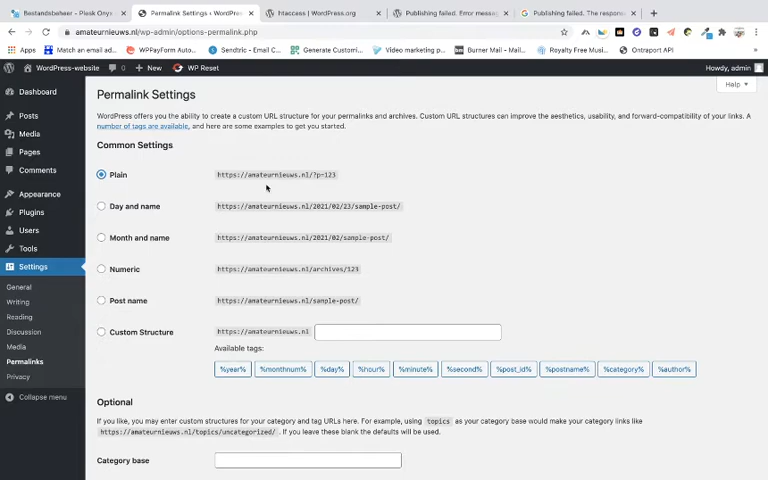 Bestandsbeheer - Plesk Onyx
Permalink Settings ‹ WordPress
htaccess | WordPress.org
Publishing failed. Error messa
Publishing failed. The respons
amateurnieuws.nl/wp-admin/options-permalink.php
Apps
Match an email ad...
WPPayForm Auto...
Sendtric - Email C...
Generate Customi...
Video marketing p...
Burner Mail - Mail...
Royalty Free Musi...
Ontraport API
WordPress-website
0
+ New
WP Reset
Howdy, admin
Help
Dashboard
Posts
Media
Pages
Comments
Appearance
Plugins
Users
Tools
Settings
General
Writing
Reading
Discussion
Media
Permalinks
Privacy
Collapse menu
Permalink Settings
WordPress offers you the ability to create a custom URL structure for your permalinks and archives. Custom URL structures can improve the aesthetics, usability, and forward-compatibility of your links. A
number of tags are available, and here are some examples to get you started.
Common Settings
Plain
https://amateurnieuws.nl/?p=123
Day and name
https://amateurnieuws.nl/2021/02/23/sample-post/
Month and name
https://amateurnieuws.nl/2021/02/sample-post/
Numeric
https://amateurnieuws.nl/archives/123
Post name
https://amateurnieuws.nl/sample-post/
Custom Structure
https://amateurnieuws.nl
Available tags:
%year%
%monthnum%
%day%
%hour%
%minute%
%second%
%post_id%
%postname%
%category%
%author%
Optional
If you like, you may enter custom structures for your category and tag URLs here. For example, using topics as your category base would make your category links like
https://amateurnieuws.nl/topics/uncategorized/ . If you leave these blank the defaults will be used.
Category base